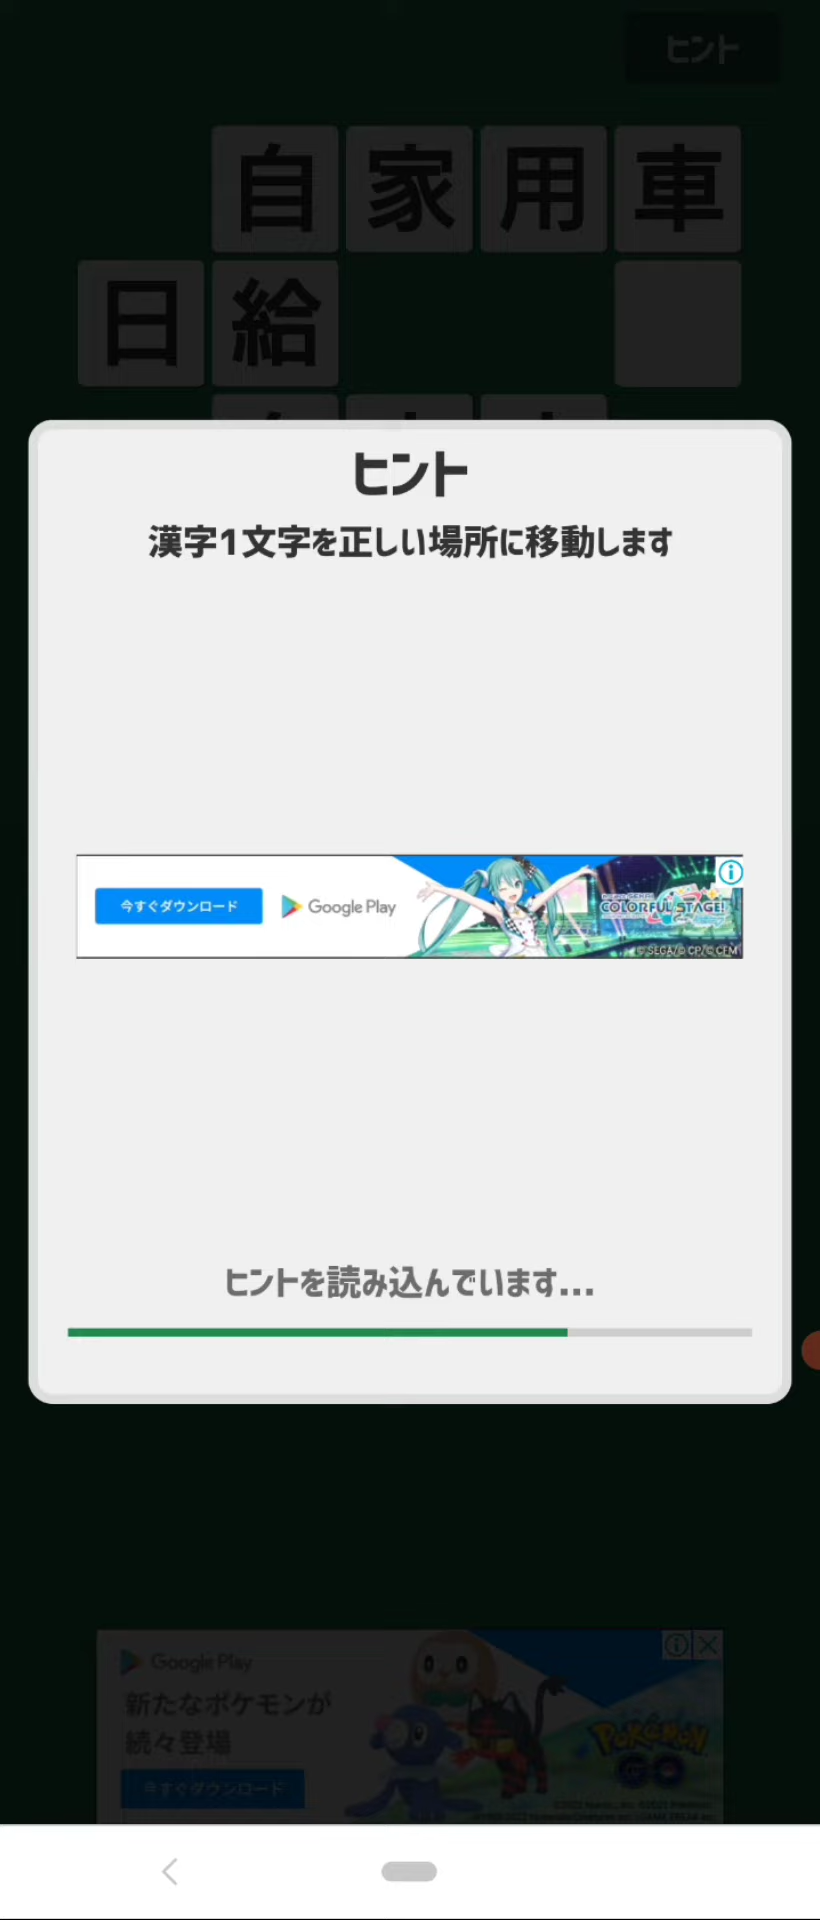 ヒント
自家用車
日給
ヒント
漢字1文字を正しい場所に移動します
今すぐダウンロード
Google Play
COLORFUL STAGE!
© SEGA/© CP/© CFM
ヒントを読み込んでいます...
Google Play
新たなポケモンが
続々登場
POKÉMON
GO
今すぐダウンロード